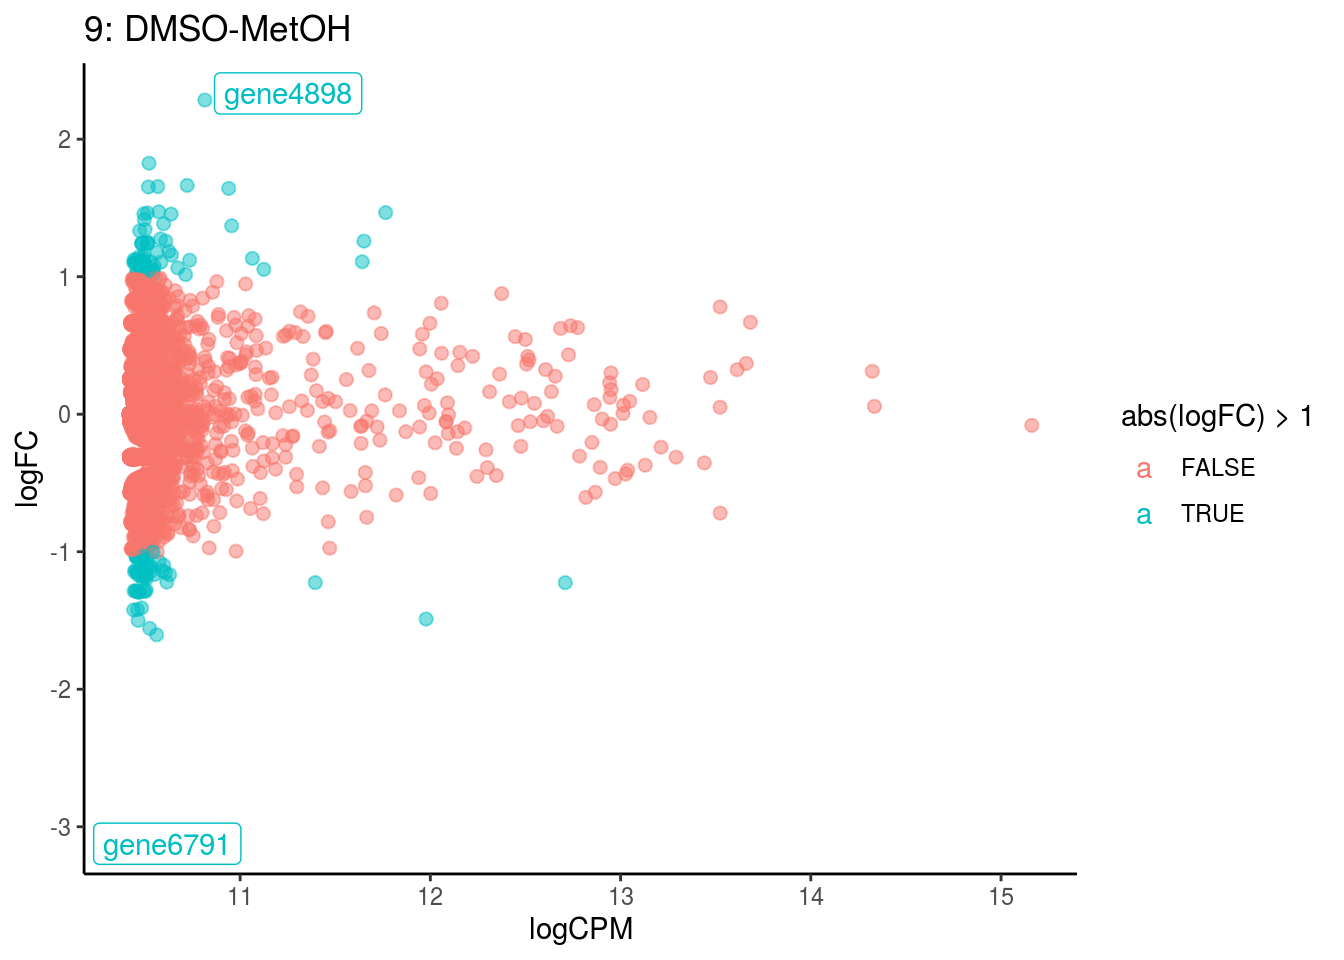 9: DMSO-MetOH
gene4898
2
1
0
-1
-2
-3
logFC
gene6791
11 12 13 14 15
logCPM
abs(logFC) > 1
a FALSE
a TRUE